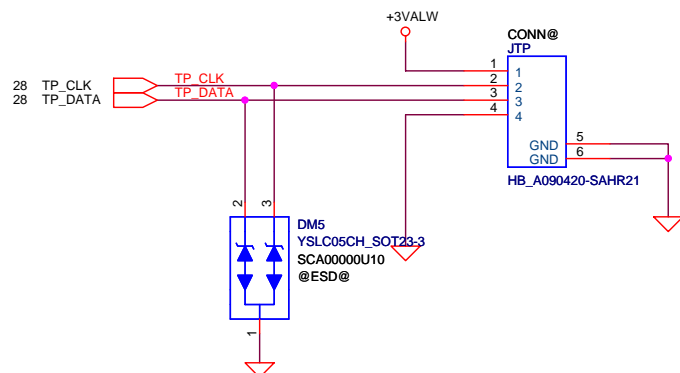 +3VALW
CONN@
JTP
28 TP_CLK
TP_CLK
28 TP_DATA
TP_DATA
1
2
3
4
1
2
3
4
GND
GND
5
6
HB_A090420-SAHR21
2
3
DM5
YSLC05CH_SOT23-3
SCA00000U10
@ESD@
1